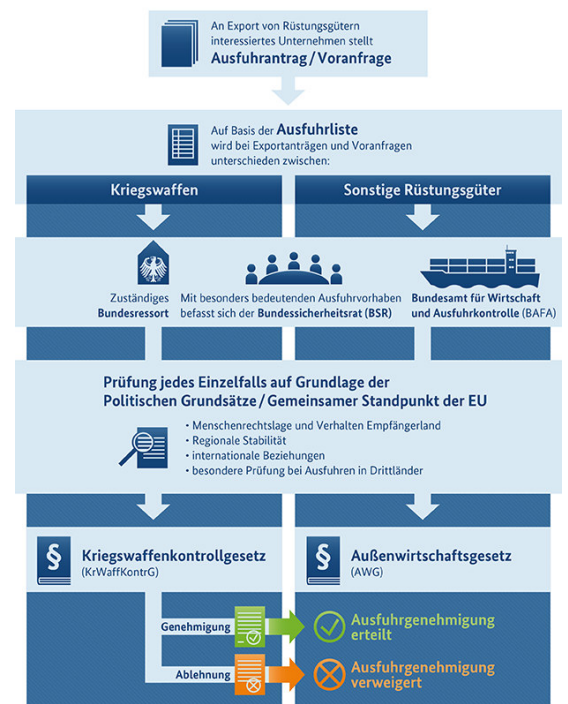 An Export von Rüstungsgütern
interessiertes Unternehmen stellt
Ausfuhrantrag / Voranfrage
Auf Basis der Ausfuhrliste
wird bei Exportanträgen und Voranfragen
unterschieden zwischen:
Kriegswaffen
Sonstige Rüstungsgüter
Zuständiges
Bundesressort
Mit besonders bedeutenden Ausfuhrvorhaben
befasst sich der Bundessicherheitsrat (BSR)
Bundesamt für Wirtschaft
und Ausfuhrkontrolle (BAFA)
Prüfung jedes Einzelfalls auf Grundlage der
Politischen Grundsätze / Gemeinsamer Standpunkt der EU
• Menschenrechtslage und Verhalten Empfängerland
• Regionale Stabilität
• internationale Beziehungen
• besondere Prüfung bei Ausfuhren in Drittländer
§
Kriegswaffenkontrollgesetz
(KrWaffKontrG)
§
Außenwirtschaftsgesetz
(AWG)
Genehmigung
Ausfuhrgenehmigung
erteilt
Ablehnung
Ausfuhrgenehmigung
verweigert